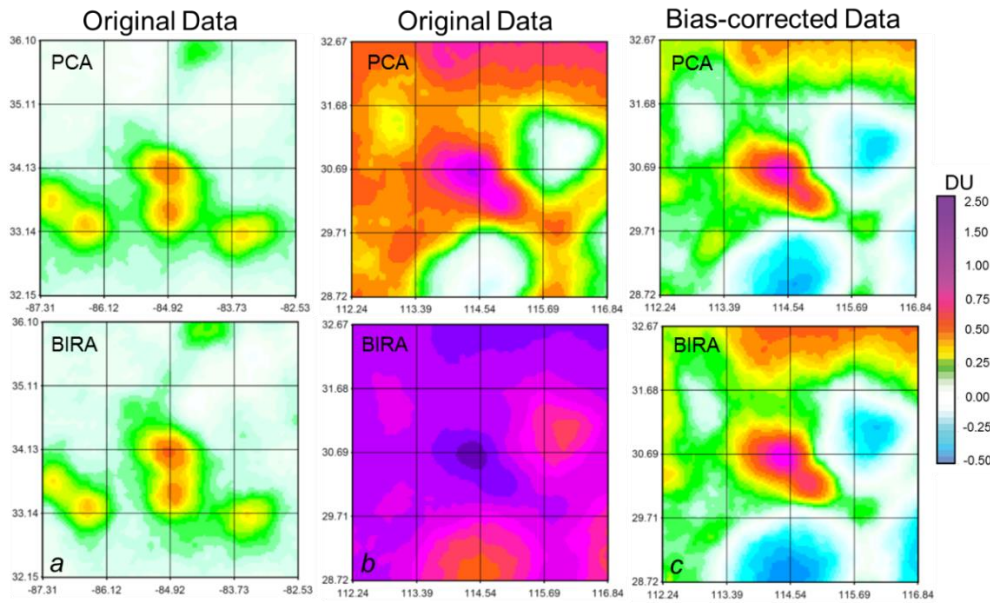 Original Data
Original Data
Bias-corrected Data
36.10
35.11
34.13
33.14
32.15
PCA
-87.31 -86.12 -84.92 -83.73 -82.53
32.67
31.68
30.69
29.71
28.72
PCA
112.24 113.39 114.54 115.69 116.84
32.67
31.68
30.69
29.71
28.72
PCA
112.24 113.39 114.54 115.69 116.84
36.10
35.11
34.13
33.14
32.15
BIRA
a
-87.31 -86.12 -84.92 -83.73 -82.53
32.67
31.68
30.69
29.71
28.72
BIRA
b
112.24 113.39 114.54 115.69 116.84
32.67
31.68
30.69
29.71
28.72
BIRA
c
112.24 113.39 114.54 115.69 116.84
DU
2.50
1.50
1.00
0.75
0.50
0.25
0.00
-0.25
-0.50